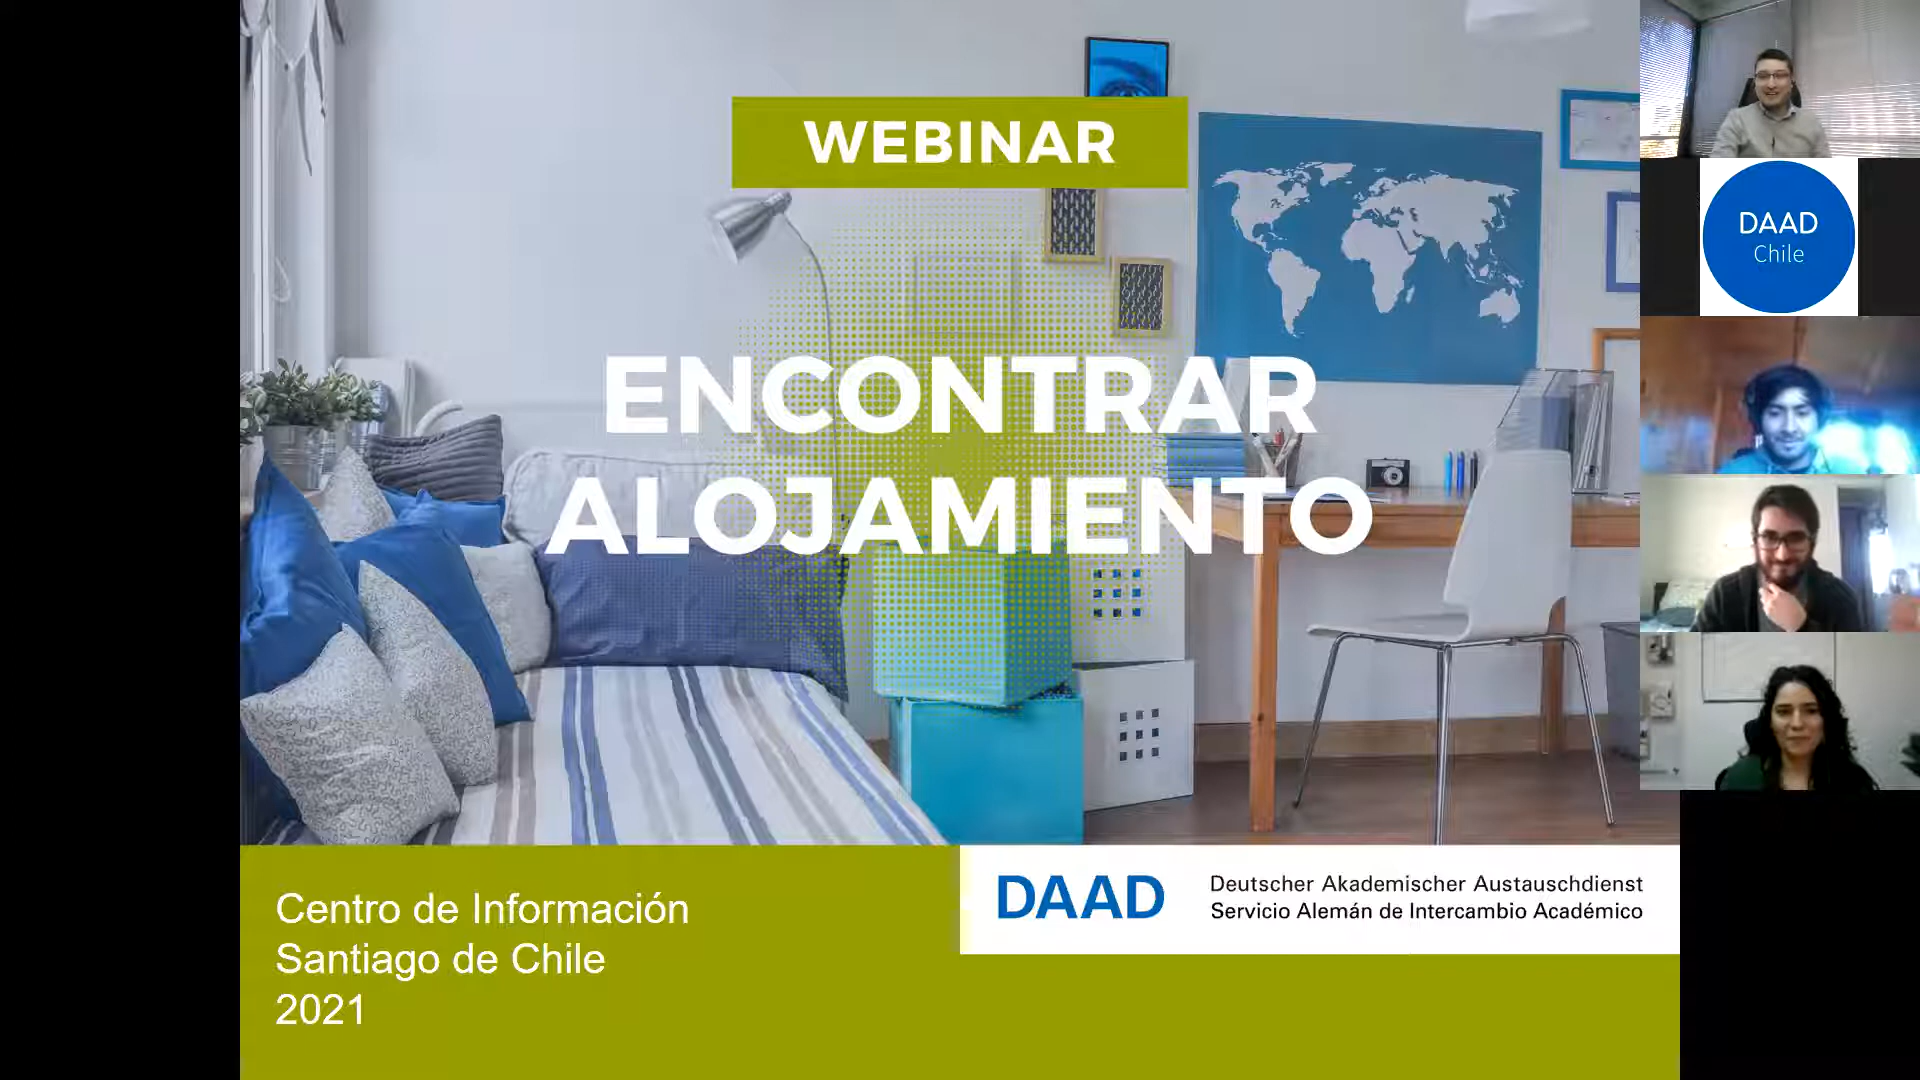 WEBINAR
ENCONTRAR
ALOJAMIENTO
Centro de Información
Santiago de Chile
2021
DAAD
Deutscher Akademischer Austauschdienst
Servicio Alemán de Intercambio Académico
DAAD
Chile